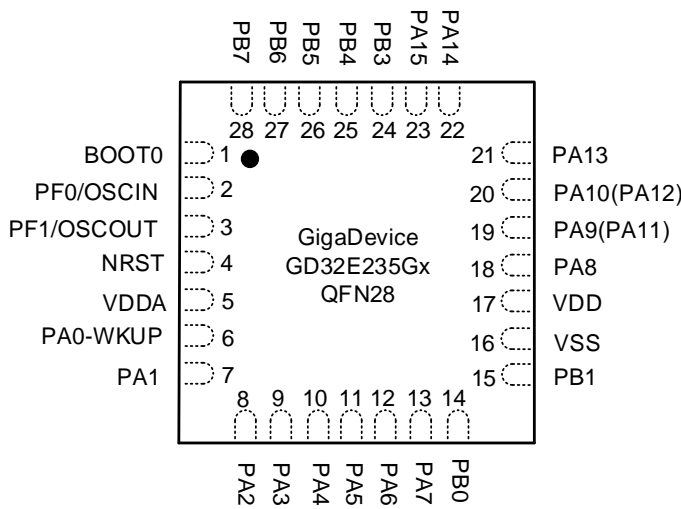 PB7 PB6 PB5 PB4 PB3 PA15 PA14
28 27 26 25 24 23 22
BOOT0 1 21 PA13
PF0/OSCIN 2 20 PA10(PA12)
PF1/OSCOUT 3 19 PA9(PA11)
NRST 4 18 PA8
VDDA 5 17 VDD
PA0-WKUP 6 16 VSS
PA1 7 15 PB1
GigaDevice
GD32E235Gx
QFN28
8 9 10 11 12 13 14
PA2 PA3 PA4 PA5 PA6 PA7 PB0